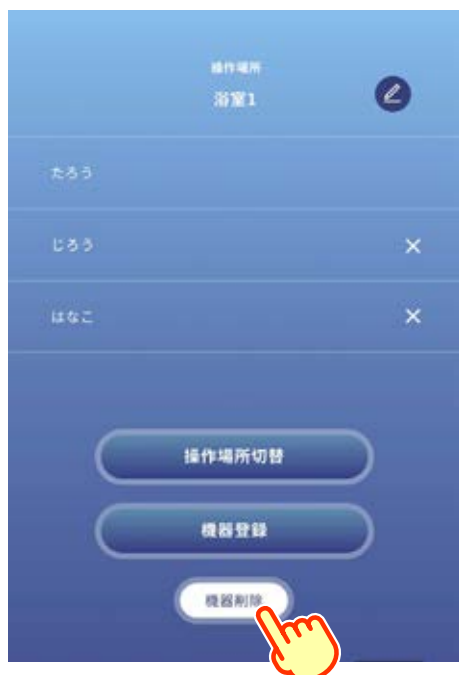 操作場所
浴室1
たろう
じろう
はなこ
操作場所切替
機器登録
機器削除